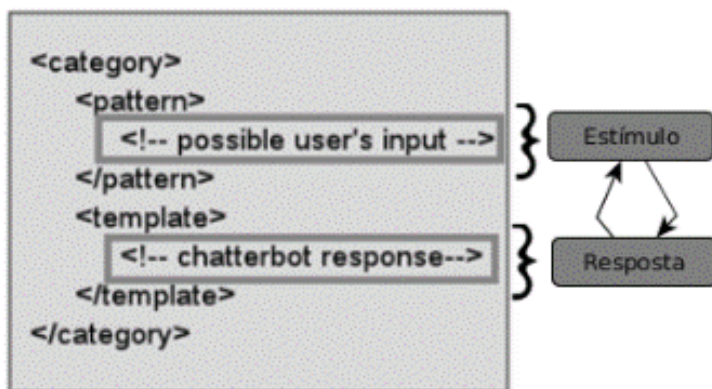 <category>
<pattern>
<!-- possible user's input -->
</pattern>
<template>
<!-- chatterbot response-->
</template>
</category>
Estímulo
Resposta